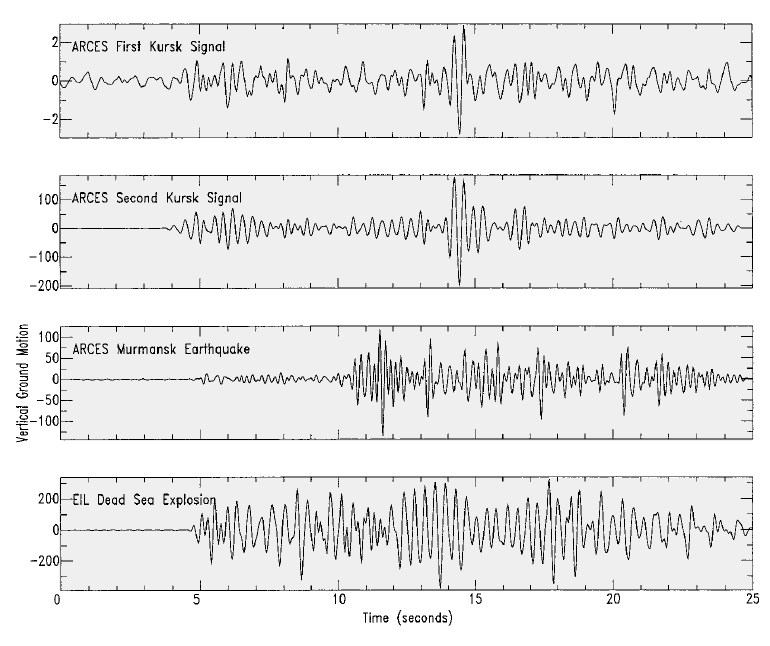 ARCES First Kursk Signal
2
0
-2
ARCES Second Kursk Signal
100
0
-100
-200
ARCES Murmansk Earthquake
100
50
0
-50
-100
Vertical Ground Motion
EIL Dead Sea Explosion
200
0
-200
0 5 10 15 20 25
Time (seconds)